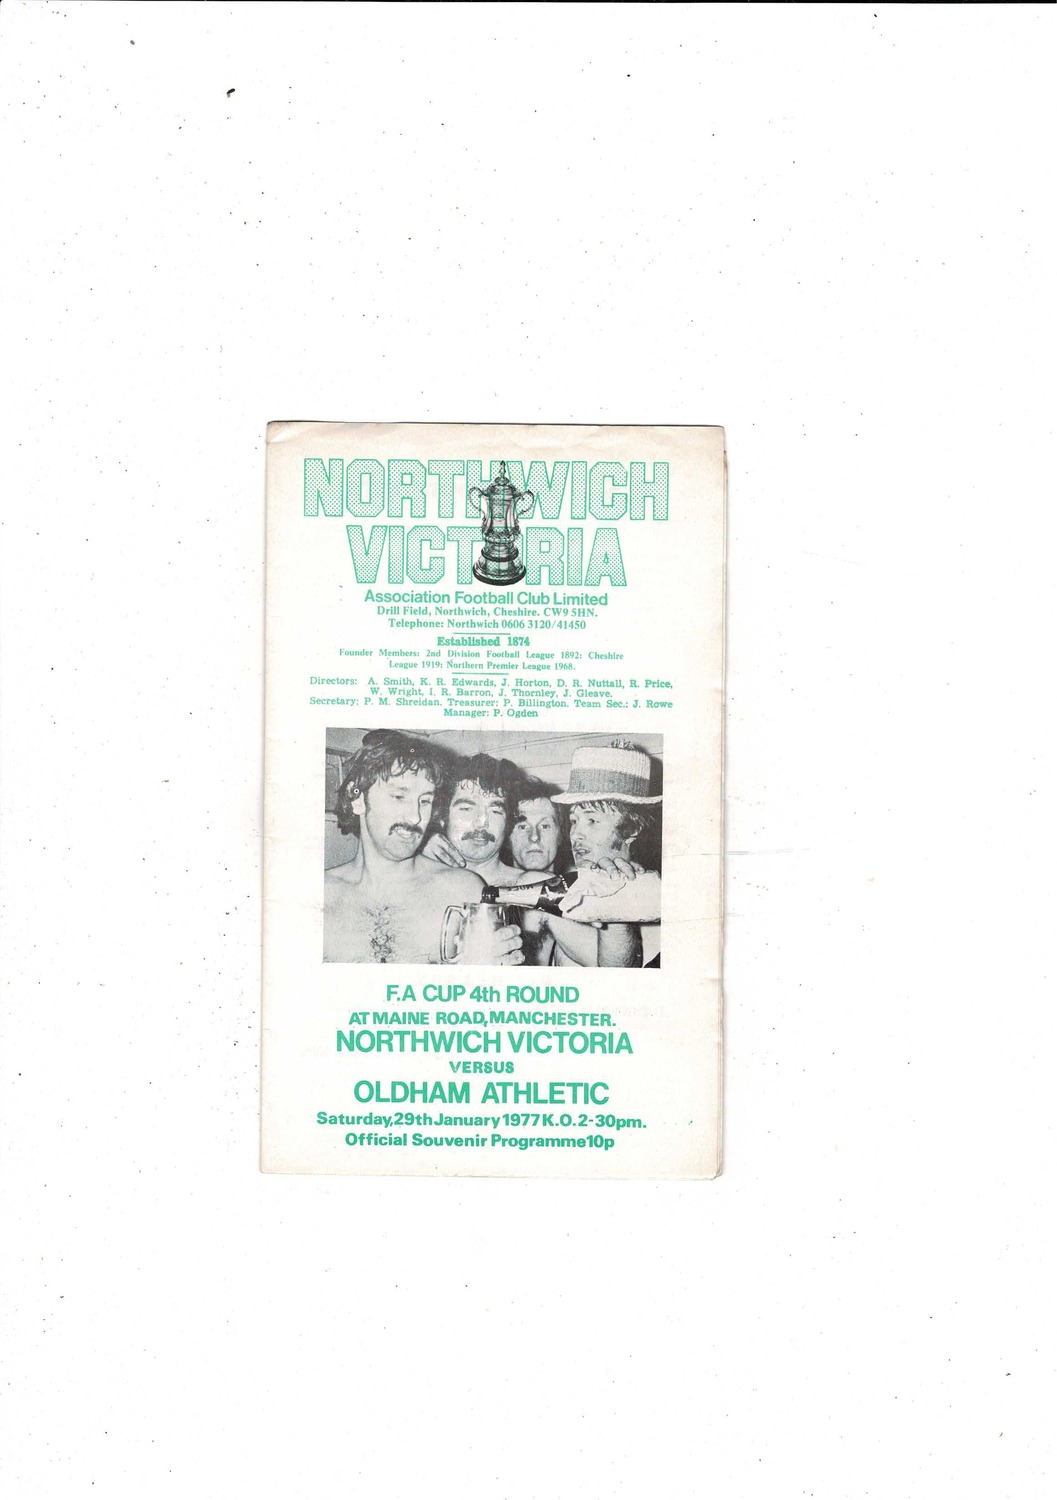 NORTHWICH
VICTORIA
Association Football Club Limited
Drill Field, Northwich, Cheshire. CW9 5HN.
Telephone: Northwich 0606 3120/41450
Established 1874
Founder Members: 2nd Division Football League 1892: Cheshire
League 1919: Northern Premier League 1968.
Directors: A. Smith, K. R. Edwards, J. Horton, D. R. Nuttall, R. Price,
W. Wright, I. R. Barron, J. Thornley, J. Gleave.
Secretary: P. M. Shreidan. Treasurer: P. Billington. Team Sec.: J. Rowe
Manager: P. Ogden
F.A CUP 4th ROUND
AT MAINE ROAD, MANCHESTER.
NORTHWICH VICTORIA
VERSUS
OLDHAM ATHLETIC
Saturday, 29th January 1977 K.O. 2-30pm.
Official Souvenir Programme 10p